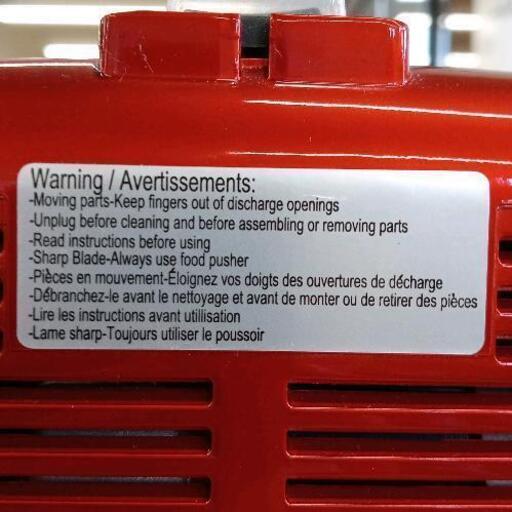 Warning / Avertissements:
-Moving parts-Keep fingers out of discharge openings
-Unplug before cleaning and before assembling or removing parts
-Read instructions before using
-Sharp Blade-Always use food pusher
-Pièces en mouvement-Éloignez vos doigts des ouvertures de décharge
-Débranchez-le avant le nettoyage et avant de monter ou de retirer des pièces
-Lire les instructions avant utilisation
-Lame sharp-Toujours utiliser le poussoir